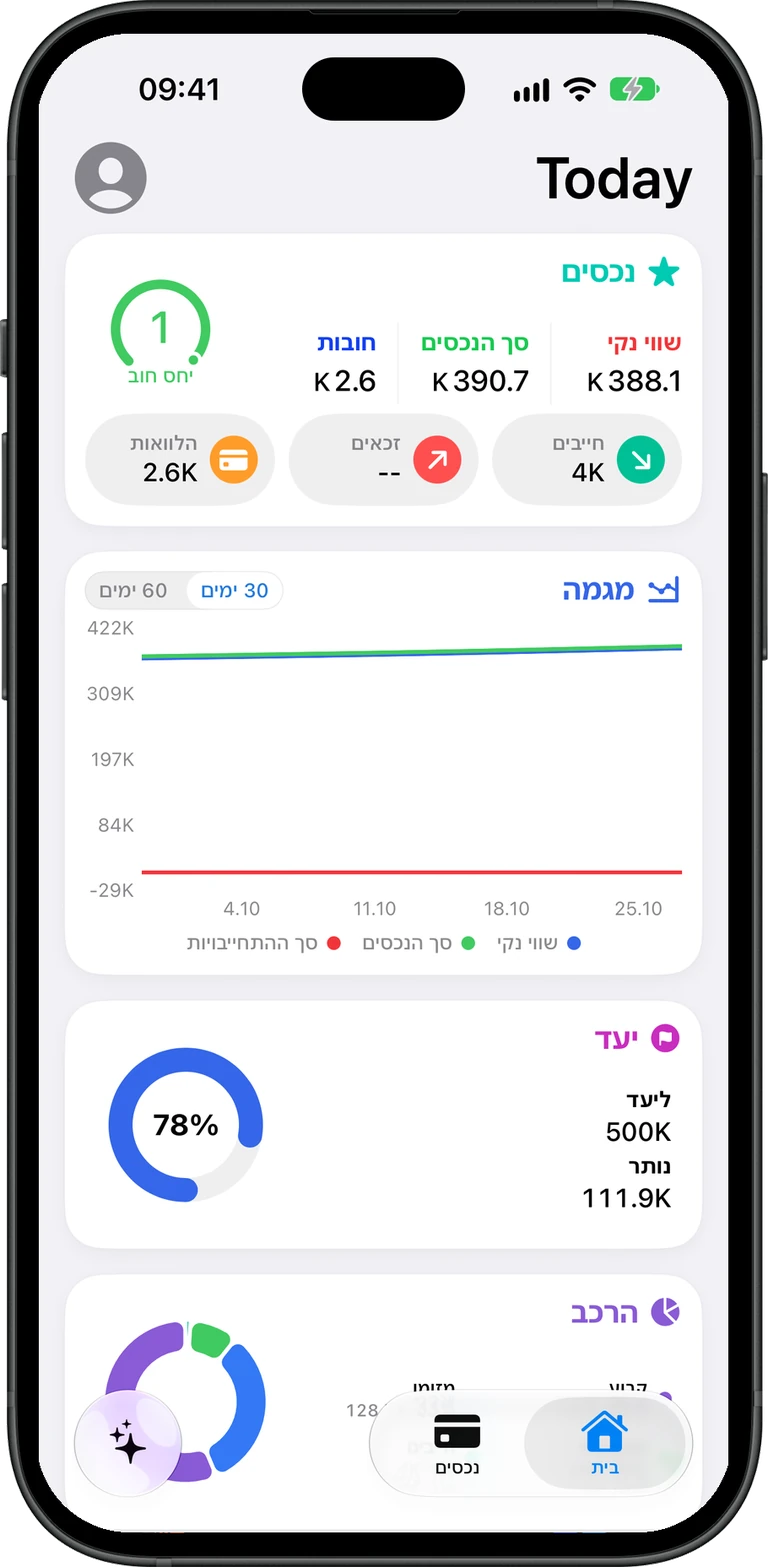 09:41
Today
נכסים
שווי נקי
סך הנכסים
חובות
388.1 K
390.7 K
2.6 K
1
יחס חוב
חייבים
4K
זכאים
--
הלוואות
2.6K
מגמה
30 ימים
60 ימים
422K
309K
197K
84K
-29K
4.10
11.10
18.10
25.10
שווי נקי
סך הנכסים
סך ההתחייבויות
יעד
ליעד
500K
נותר
111.9K
78%
הרכב
קבוע
מזומן
128
בית
נכסים